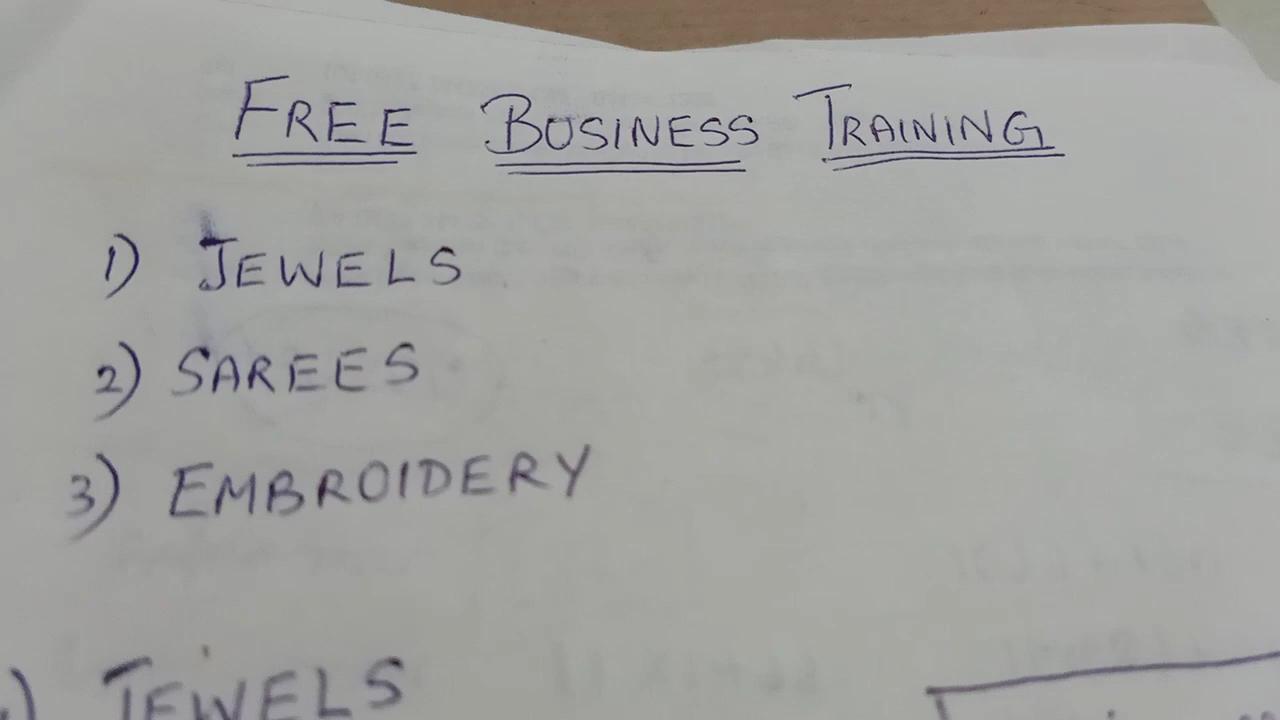 FREE BUSINESS TRAINING
1) JEWELS
2) SAREES
3) EMBROIDERY
) JEWELS